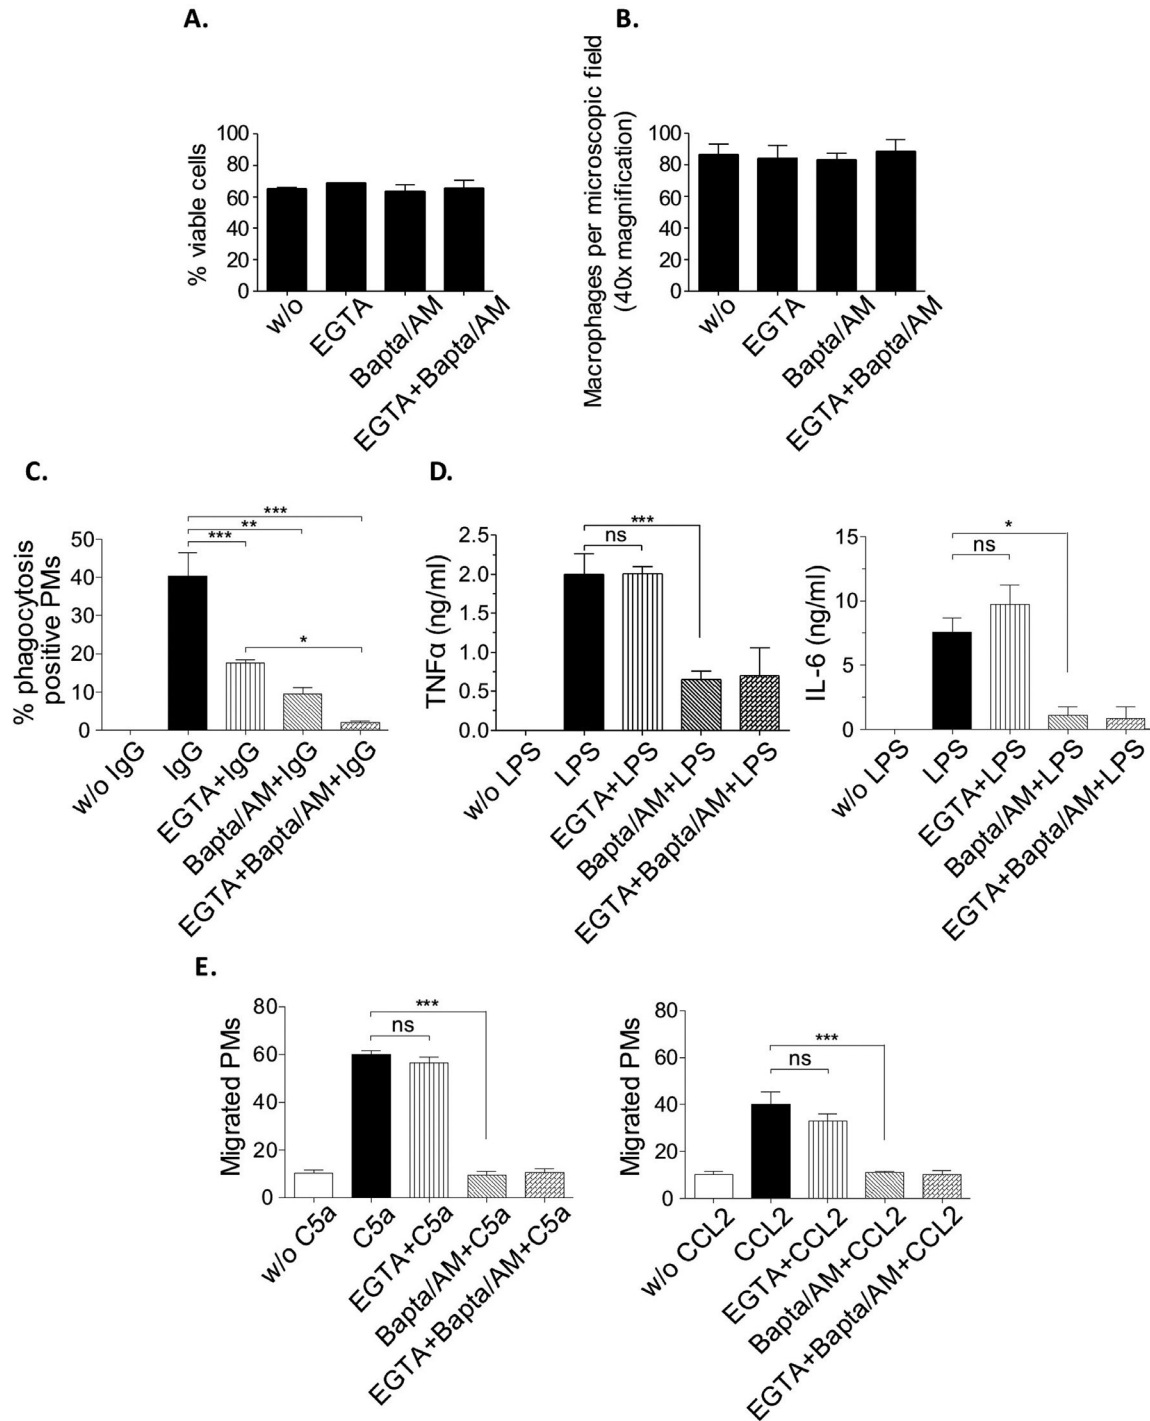 A.
% viable cells
100
80
60
40
20
0
w/o
EGTA
Bapta/AM
EGTA+Bapta/AM
B.
Macrophages per microscopic field
(40x magnification)
100
80
60
40
20
0
w/o
EGTA
Bapta/AM
EGTA+Bapta/AM
C.
% phagocytosis
positive PMs
50
40
30
20
10
0
***
**
***
*
w/o IgG
IgG
EGTA+IgG
Bapta/AM+IgG
EGTA+Bapta/AM+IgG
D.
TNFα (ng/ml)
2.5
2.0
1.5
1.0
0.5
0.0
***
ns
w/o LPS
LPS
EGTA+LPS
Bapta/AM+LPS
EGTA+Bapta/AM+LPS
IL-6 (ng/ml)
15
10
5
0
*
ns
w/o LPS
LPS
EGTA+LPS
Bapta/AM+LPS
EGTA+Bapta/AM+LPS
E.
Migrated PMs
80
60
40
20
0
***
ns
w/o C5a
C5a
EGTA+C5a
Bapta/AM+C5a
EGTA+Bapta/AM+C5a
Migrated PMs
80
60
40
20
0
***
ns
w/o CCL2
CCL2
EGTA+CCL2
Bapta/AM+CCL2
EGTA+Bapta/AM+CCL2